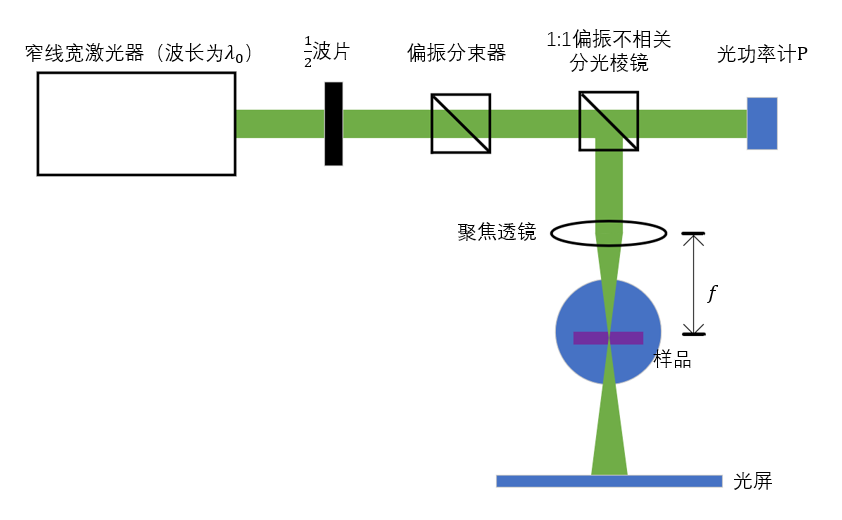 窄线宽激光器（波长为λ₀）
½波片
偏振分束器
1:1偏振不相关
分光棱镜
光功率计P
聚焦透镜
f
样品
光屏